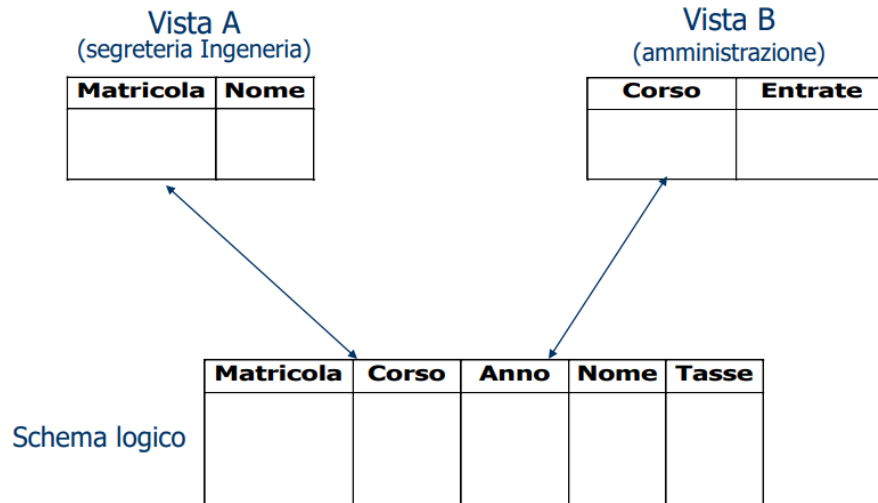 Vista A
(segreteria Ingeneria)
Matricola Nome
Vista B
(amministrazione)
Corso Entrate
Schema logico
Matricola Corso Anno Nome Tasse